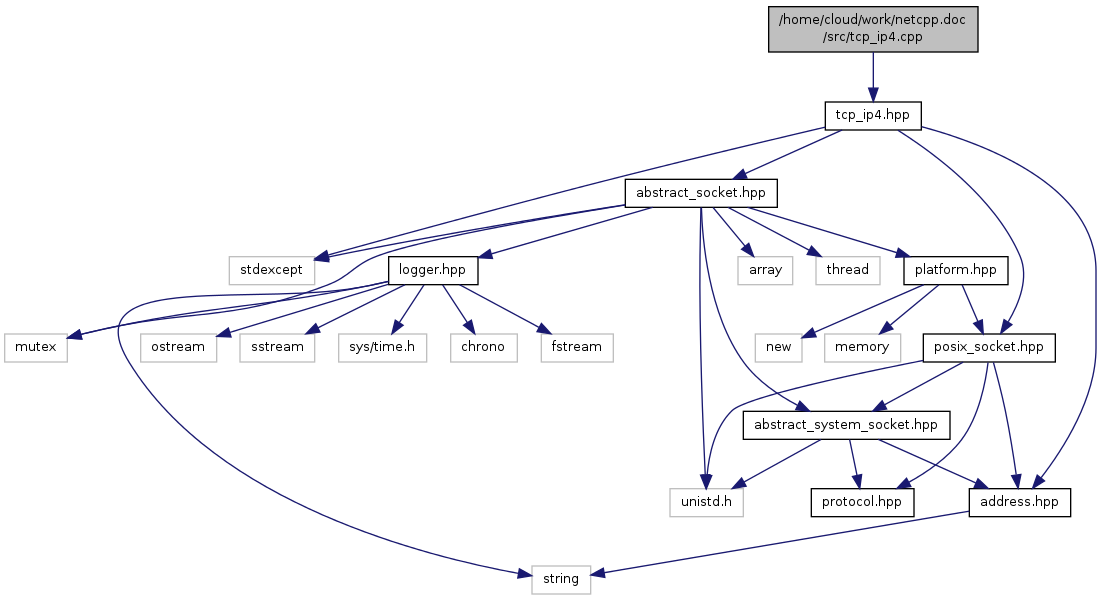 /home/cloud/work/netcpp.doc
/src/tcp_ip4.cpp
tcp_ip4.hpp
abstract_socket.hpp
stdexcept
logger.hpp
array
thread
platform.hpp
mutex
ostream
sstream
sys/time.h
chrono
fstream
new
memory
posix_socket.hpp
abstract_system_socket.hpp
unistd.h
protocol.hpp
address.hpp
string